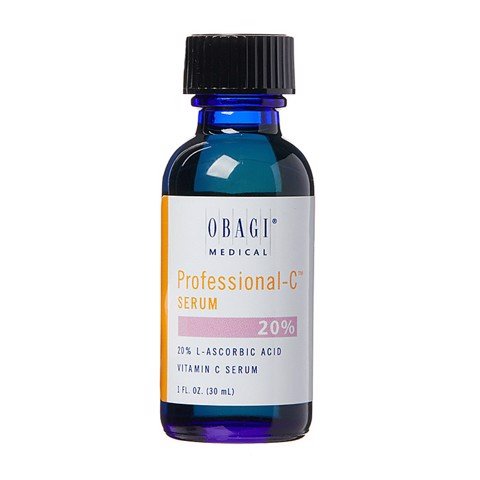 OBAGI®
MEDICAL
Professional-C™
SERUM
20%
20% L-ASCORBIC ACID
VITAMIN C SERUM
1 FL. OZ. (30 mL)